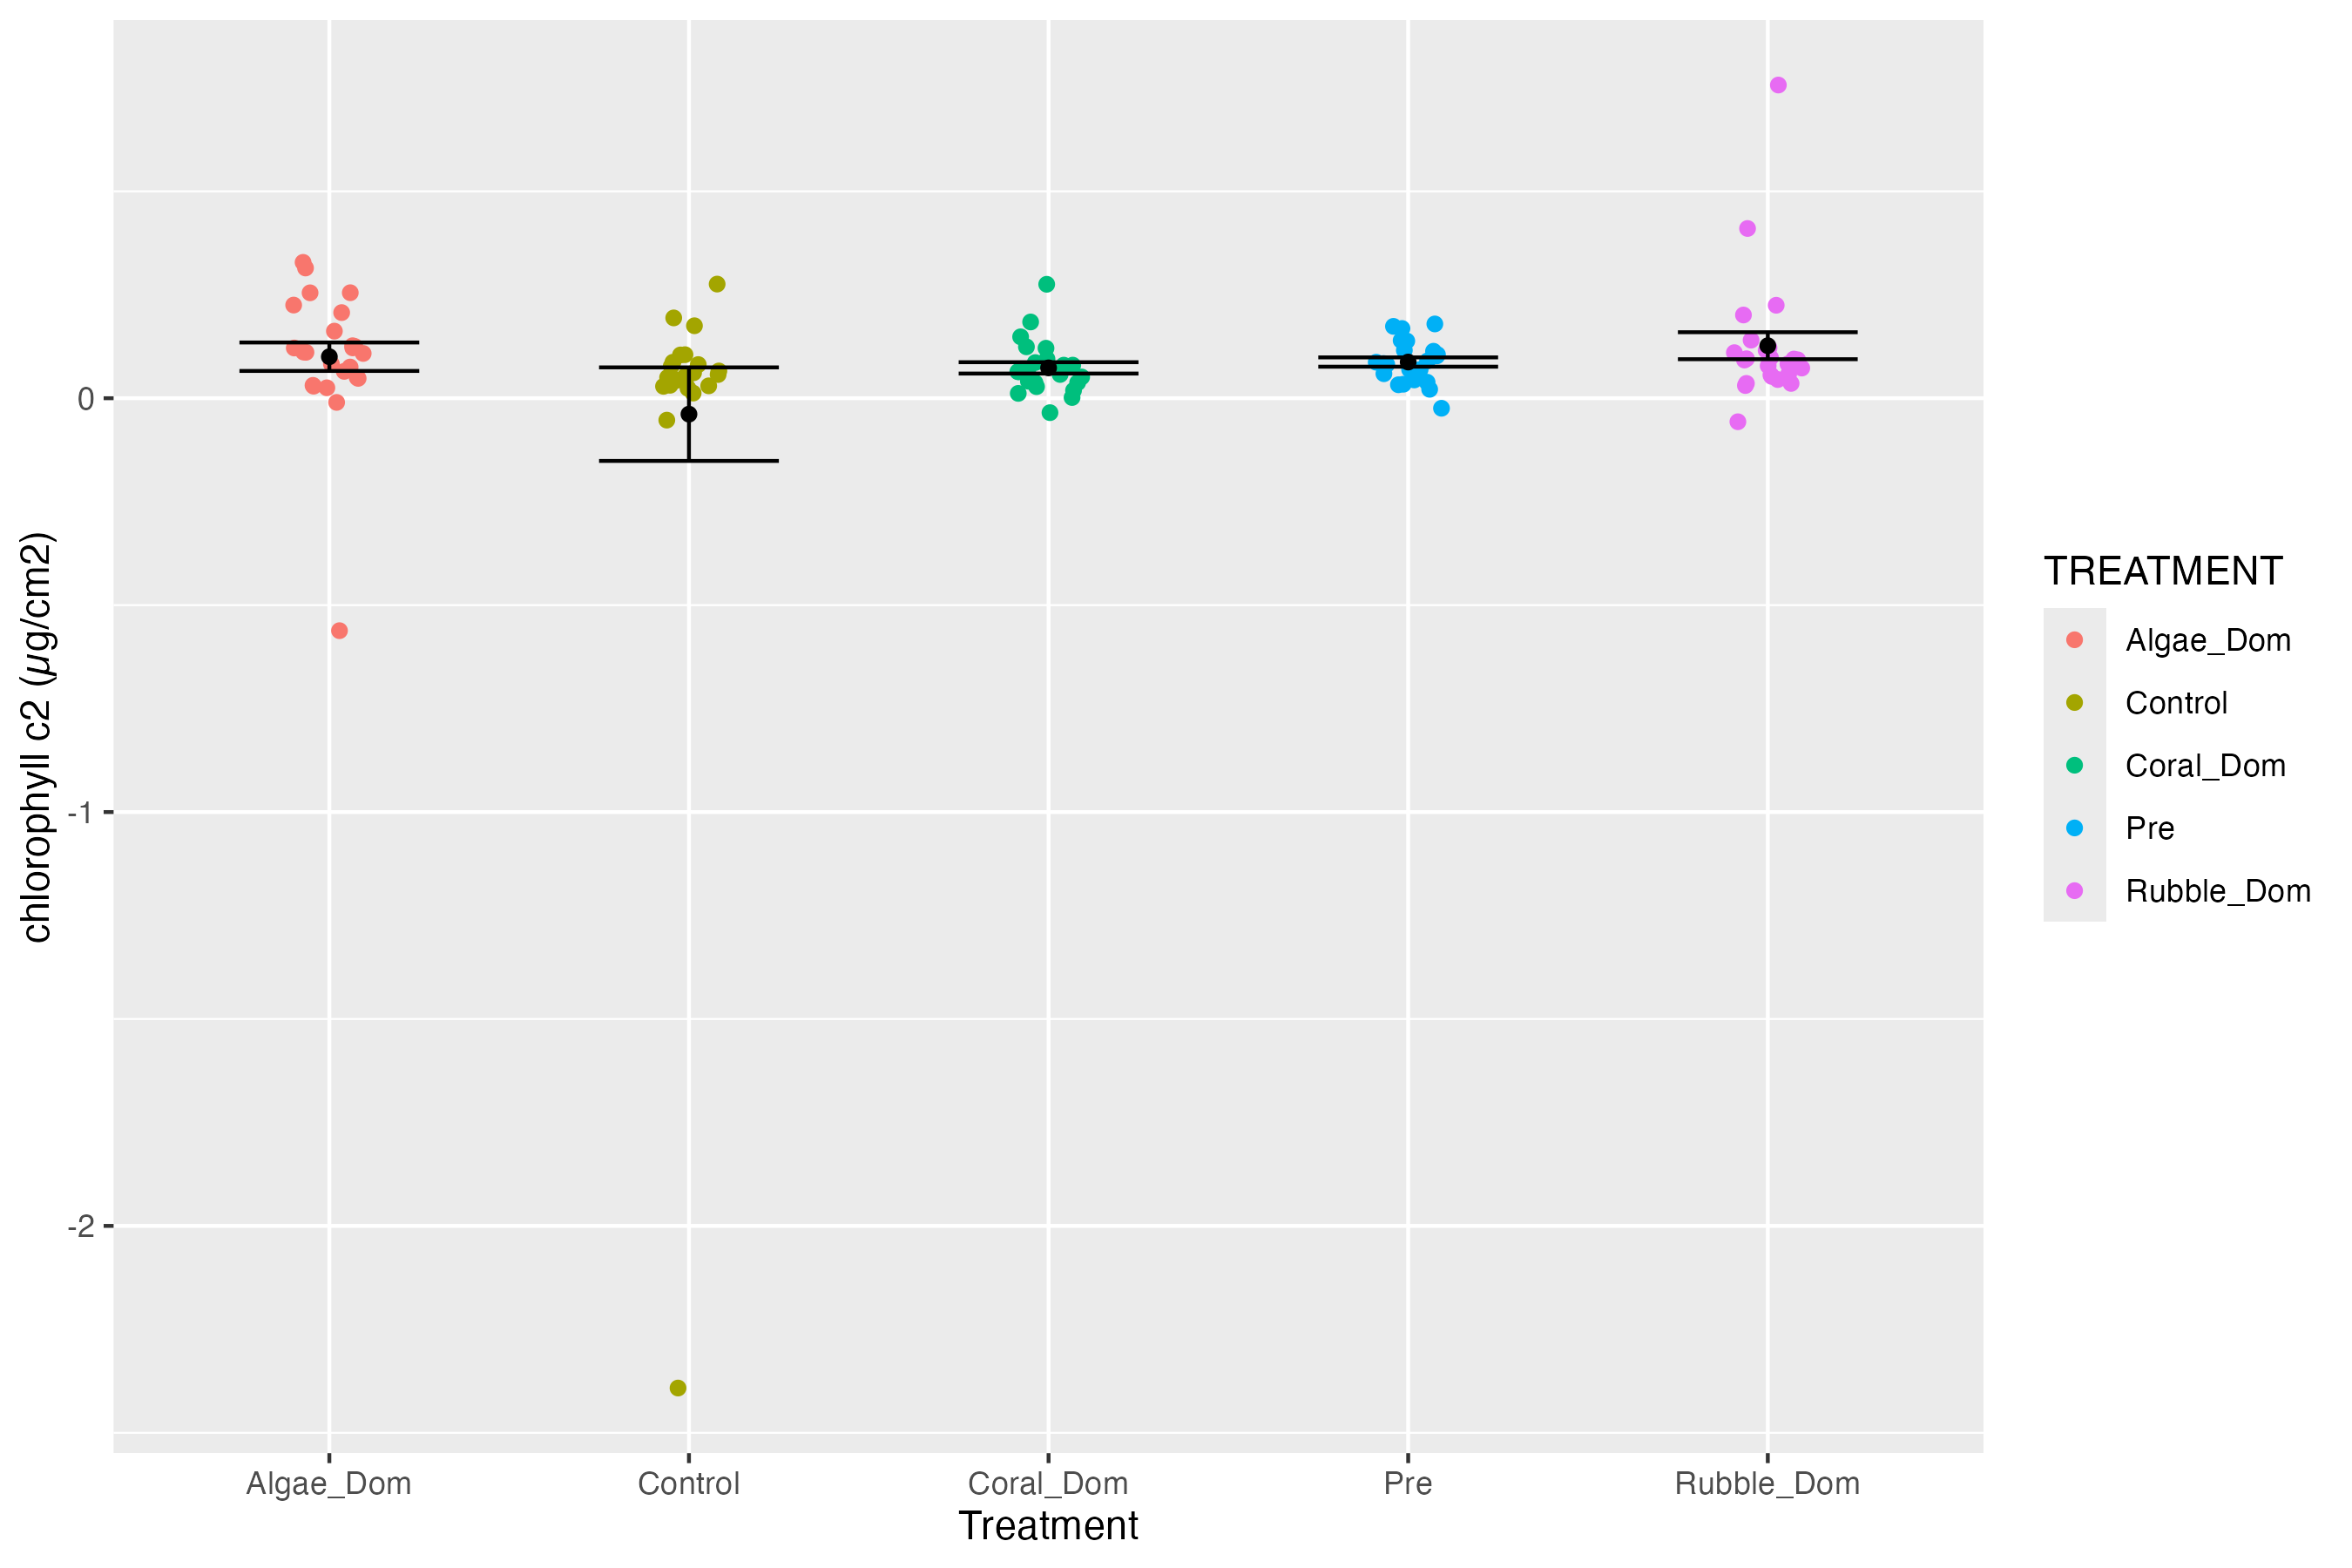 chlorophyll c2 (µg/cm2)
0
-1
-2
Algae_Dom
Control
Coral_Dom
Pre
Rubble_Dom
Treatment
TREATMENT
Algae_Dom
Control
Coral_Dom
Pre
Rubble_Dom